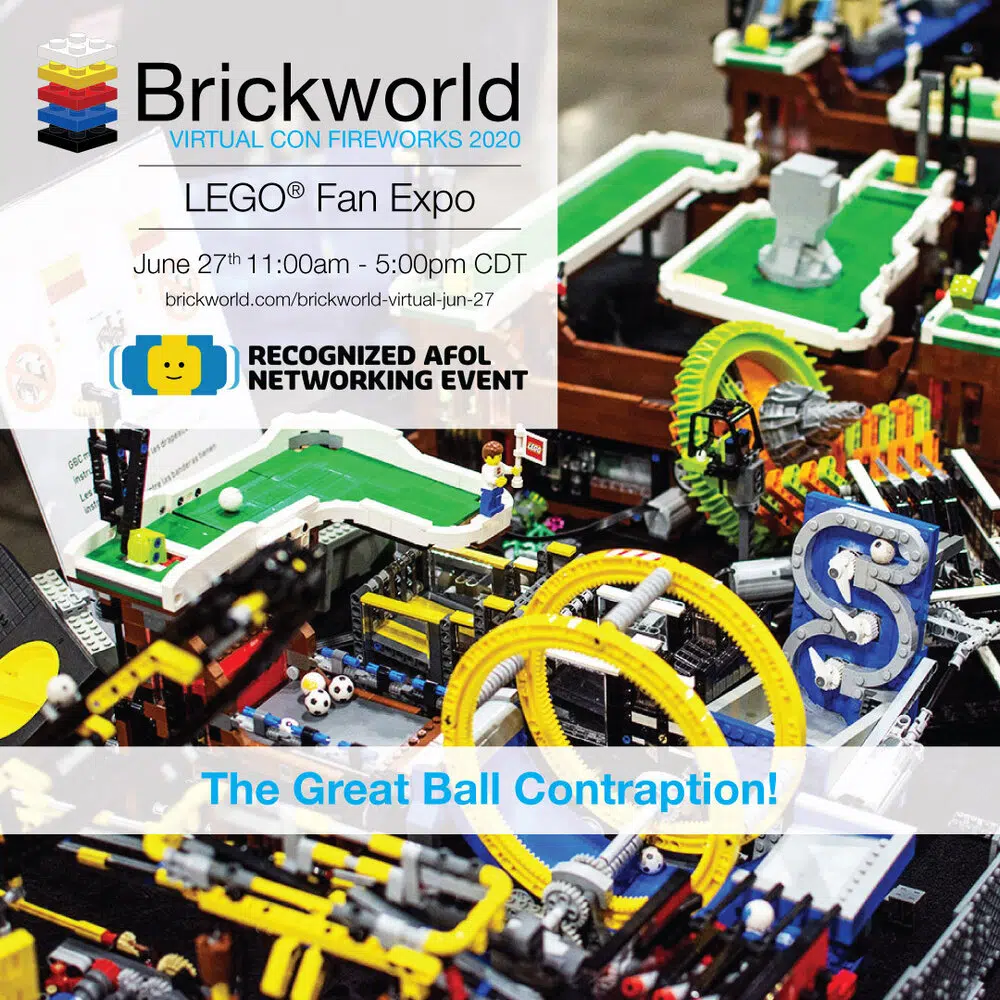 Brickworld
VIRTUAL CON FIREWORKS 2020
LEGO® Fan Expo
June 27th 11:00am - 5:00pm CDT
brickworld.com/brickworld-virtual-jun-27
RECOGNIZED AFOL
NETWORKING EVENT
LEGO
The Great Ball Contraption!